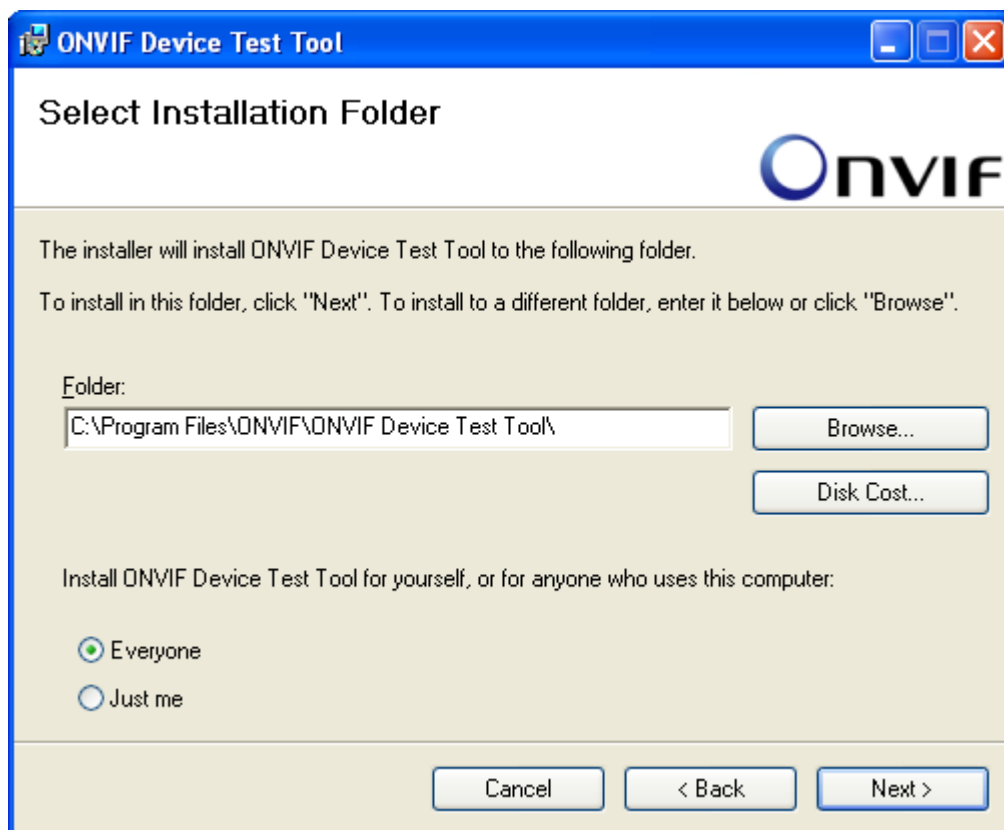 ONVIF Device Test Tool
Select Installation Folder
ONVIF
The installer will install ONVIF Device Test Tool to the following folder.
To install in this folder, click "Next". To install to a different folder, enter it below or click "Browse".
Folder:
C:\Program Files\ONVIF\ONVIF Device Test Tool\
Browse...
Disk Cost...
Install ONVIF Device Test Tool for yourself, or for anyone who uses this computer:
Everyone
Just me
Cancel
< Back
Next >